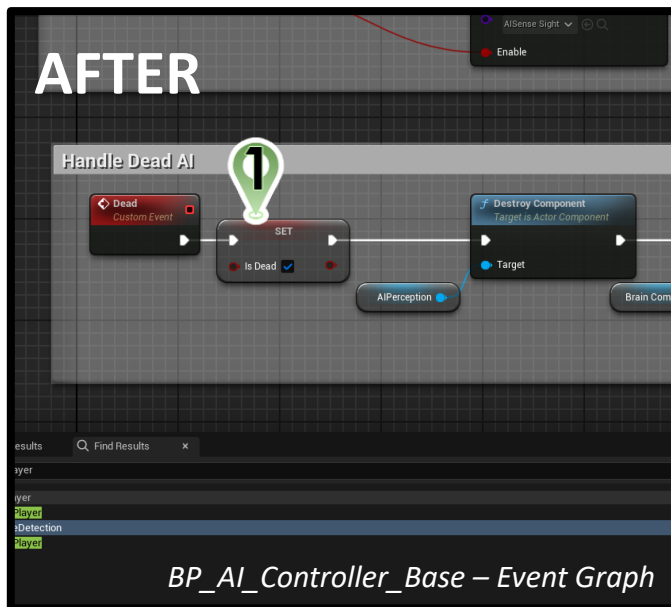 AISense Sight
Enable
AFTER
Handle Dead AI
1
Dead
Custom Event
SET
Is Dead
Destroy Component
Target is Actor Component
Target
AIPerception
Brain Com
esults
Find Results
ayer
ayer
Player
eDetection
Player
BP_AI_Controller_Base – Event Graph